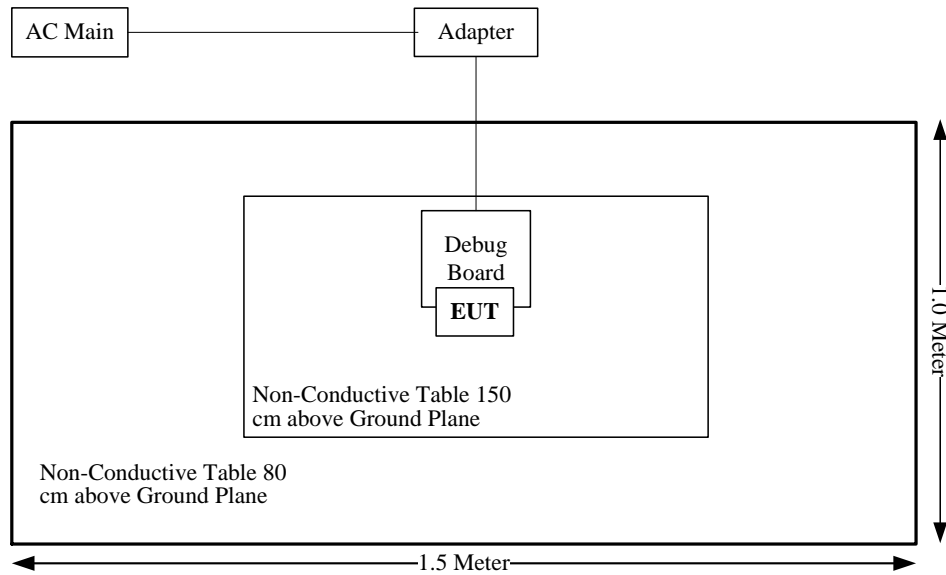 AC Main
Adapter
Debug
Board
EUT
Non-Conductive Table 150
cm above Ground Plane
Non-Conductive Table 80
cm above Ground Plane
1.0 Meter
1.5 Meter